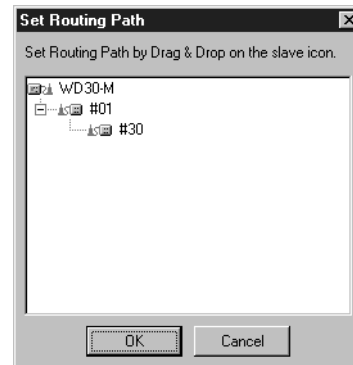 Set Routing Path
Set Routing Path by Drag & Drop on the slave icon.
WD30-M
#01
#30
OK
Cancel